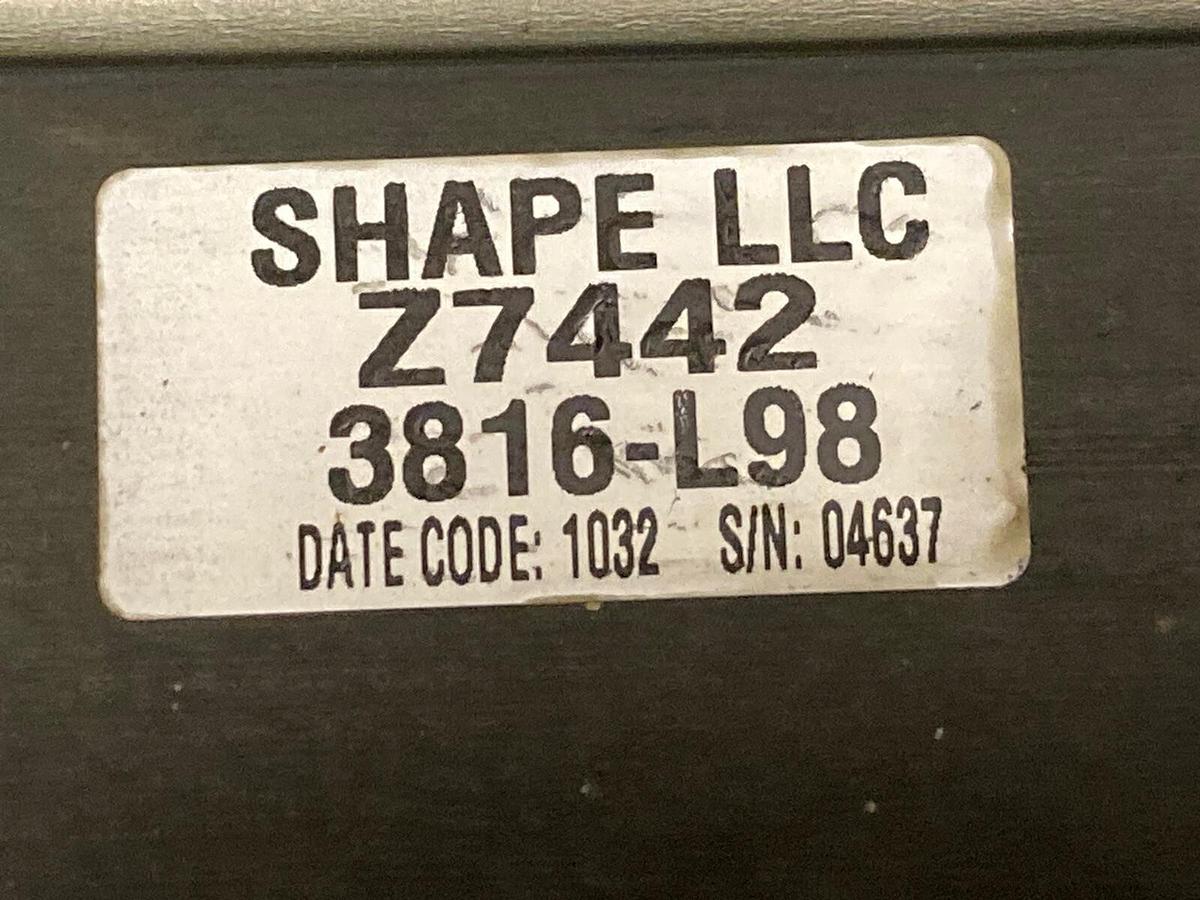 SHAPE LLC
Z7442
3816-L98
DATE CODE: 1032 S/N: 04637